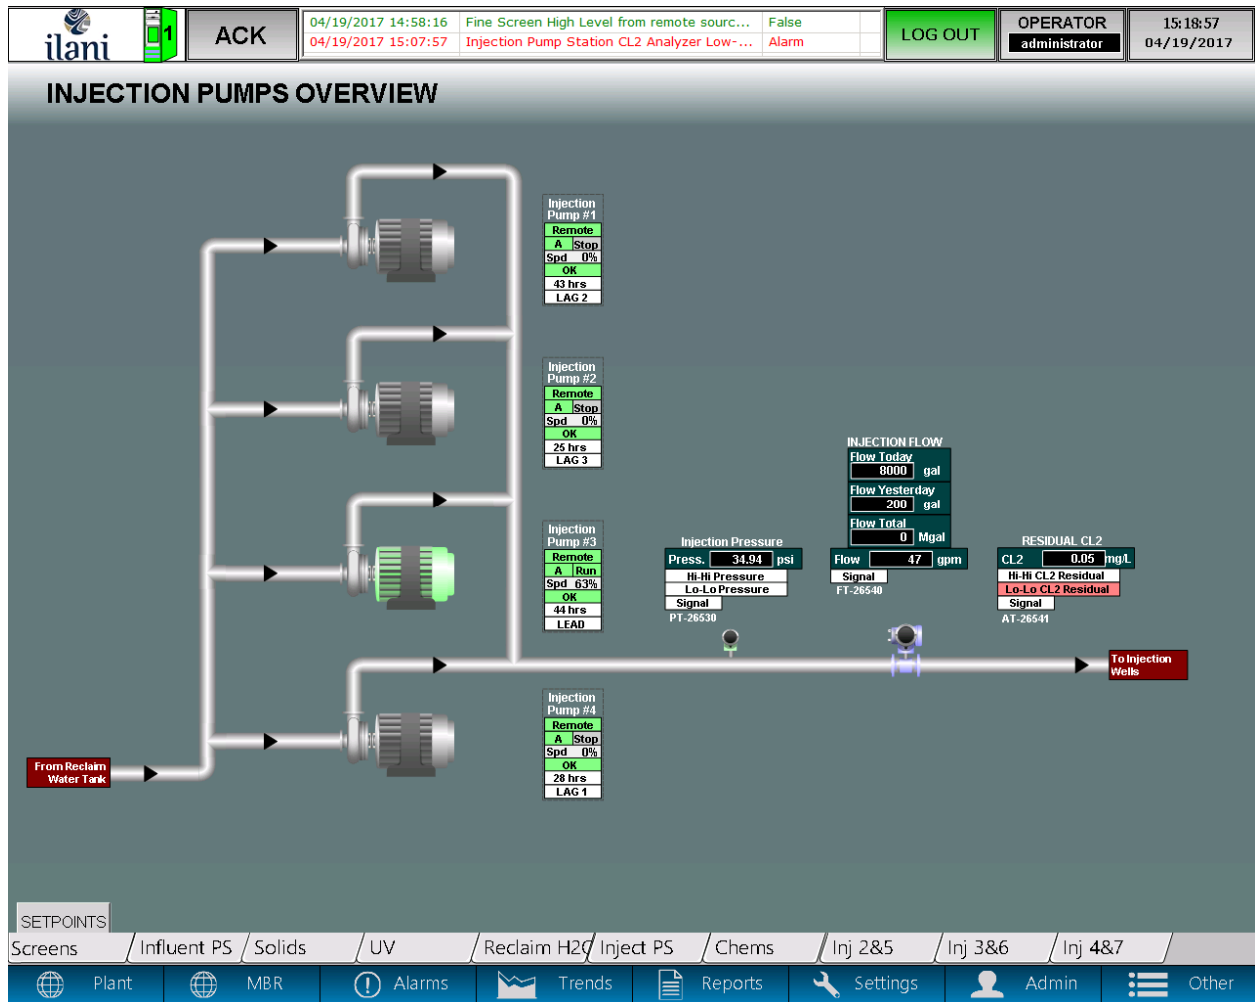 ilani
1
ACK
04/19/2017 14:58:16 Fine Screen High Level from remote sourc... False
04/19/2017 15:07:57 Injection Pump Station CL2 Analyzer Low-... Alarm
LOG OUT
OPERATOR
administrator
15:18:57
04/19/2017
INJECTION PUMPS OVERVIEW
Injection
Pump #1
Remote
A Stop
Spd 0%
OK
43 hrs
LAG 2
Injection
Pump #2
Remote
A Stop
Spd 0%
OK
25 hrs
LAG 3
Injection
Pump #3
Remote
A Run
Spd 63%
OK
44 hrs
LEAD
Injection
Pump #4
Remote
A Stop
Spd 0%
OK
28 hrs
LAG 1
Injection Pressure
Press. 34.94 psi
Hi-Hi Pressure
Lo-Lo Pressure
Signal
PT-26530
INJECTION FLOW
Flow Today
8000 gal
Flow Yesterday
200 gal
Flow Total
0 Mgal
Flow 47 gpm
Signal
FT-26540
RESIDUAL CL2
CL2 0.05 mg/L
Hi-Hi CL2 Residual
Lo-Lo CL2 Residual
Signal
AT-26541
To Injection
Wells
From Reclaim
Water Tank
SETPOINTS
Screens Influent PS Solids UV Reclaim H2O Inject PS Chems Inj 2&5 Inj 3&6 Inj 4&7
Plant MBR Alarms Trends Reports Settings Admin Other